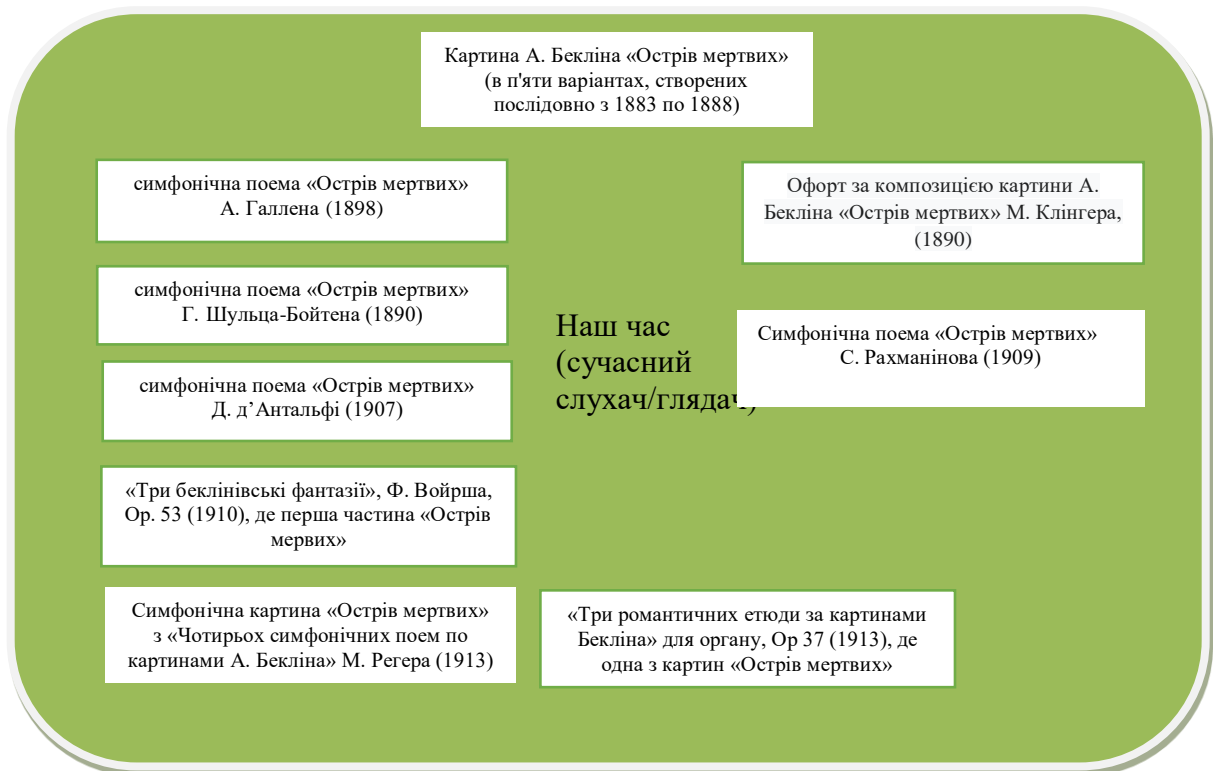 Картина А. Бекліна «Острів мертвих»
(в п'яти варіантах, створених
послідовно з 1883 по 1888)
симфонічна поема «Острів мертвих»
А. Галлена (1898)
Офорт за композицією картини А.
Бекліна «Острів мертвих» М. Клінгера,
(1890)
симфонічна поема «Острів мертвих»
Г. Шульца-Бойтена (1890)
Наш час
(сучасний
слухач/глядач)
Симфонічна поема «Острів мертвих»
С. Рахманінова (1909)
симфонічна поема «Острів мертвих»
Д. д’Антальфі (1907)
«Три беклінівські фантазії», Ф. Войрша,
Op. 53 (1910), де перша частина «Острів
мервих»
Симфонічна картина «Острів мертвих»
з «Чотирьох симфонічних поем по
картинами А. Бекліна» М. Регера (1913)
«Три романтичних етюди за картинами
Бекліна» для органу, Ор 37 (1913), де
одна з картин «Острів мертвих»